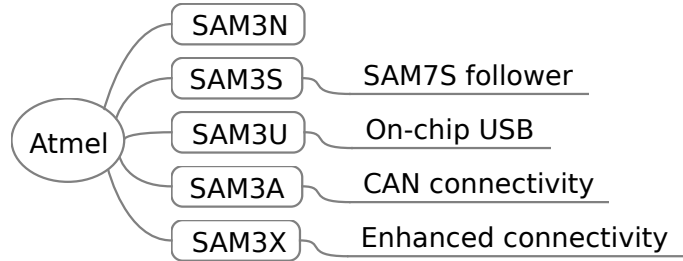 Atmel
SAM3N
SAM3S
SAM7S follower
SAM3U
On-chip USB
SAM3A
CAN connectivity
SAM3X
Enhanced connectivity